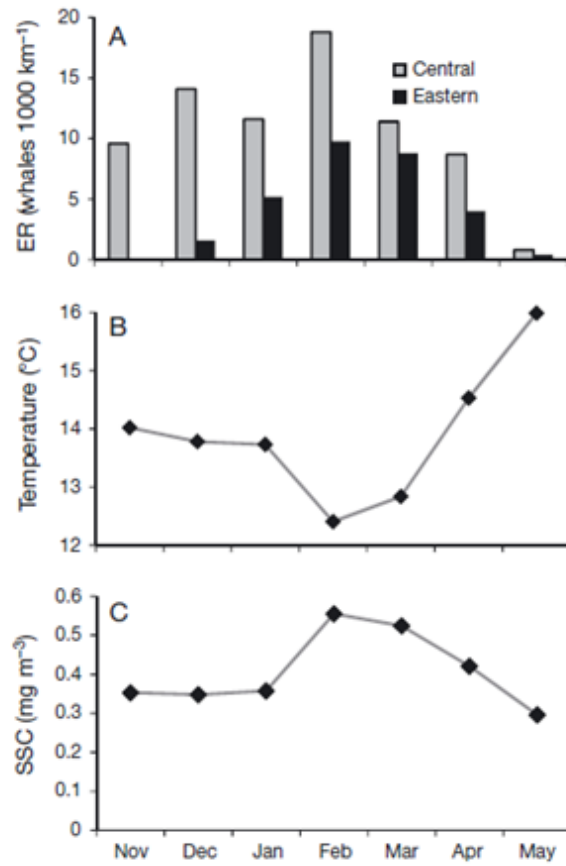 A
ER (whales 1000 km⁻¹)
20
15
10
5
0
Central
Eastern
B
Temperature (°C)
16
15
14
13
12
C
SSC (mg m⁻³)
0.6
0.5
0.4
0.3
0.2
0.1
0
Nov Dec Jan Feb Mar Apr May